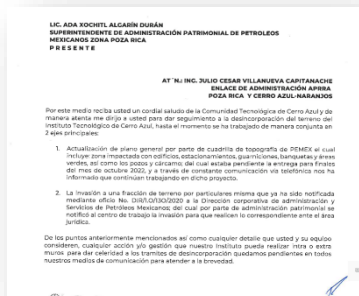 LIC. ADA XOCHITL ALGARÍN DURÁN
SUPERINTENDENTE DE ADMINISTRACIÓN PATRIMONIAL DE PETROLEOS
MEXICANOS ZONA POZA RICA
P R E S E N T E
AT´N.: ING. JULIO CESAR VILLANUEVA CAPITANACHE
ENLACE DE ADMINISTRACIÓN APRRA
POZA RICA Y CERRO AZUL-NARANJOS
Por este medio reciba usted un cordial saludo de la Comunidad Tecnológica de Cerro Azul y de
manera atenta me dirijo a usted para dar seguimiento a la desincorporación del terreno del
Instituto Tecnológico de Cerro Azul, hasta el momento se ha trabajado de manera conjunta en
2 ejes principales:
1. Actualización de plano general por parte de cuadrilla de topografía de PEMEX el cual
incluye zona impactada con edificios, estacionamientos, guarniciones, banquetas y áreas
verdes, así como los pozos y cárcamo; del cual estaba pendiente la entrega para finales
del mes de octubre 2022, y a través de constante comunicación vía telefónica nos ha
informado que continúan trabajando en dicho proyecto.
2. La invasión a una fracción de terreno por particulares misma que ya ha sido notificada
mediante oficio No. DIR/I.O/130/2020 a la Dirección corporativa de administración y
Servicios de Petróleos Mexicanos; del cual por parte de administración patrimonial se
notificó al centro de trabajo la invasión para que realicen lo correspondiente ante el área
jurídica.
De los puntos anteriormente mencionados así como cualquier detalle que usted y su equipo
consideren, cualquier acción y/o gestión que nuestro Instituto pueda realizar intra o extra
muros para dar celeridad a los tramites de desincorporación quedamos pendientes en todos
nuestros medios de comunicación para atender a la brevedad.